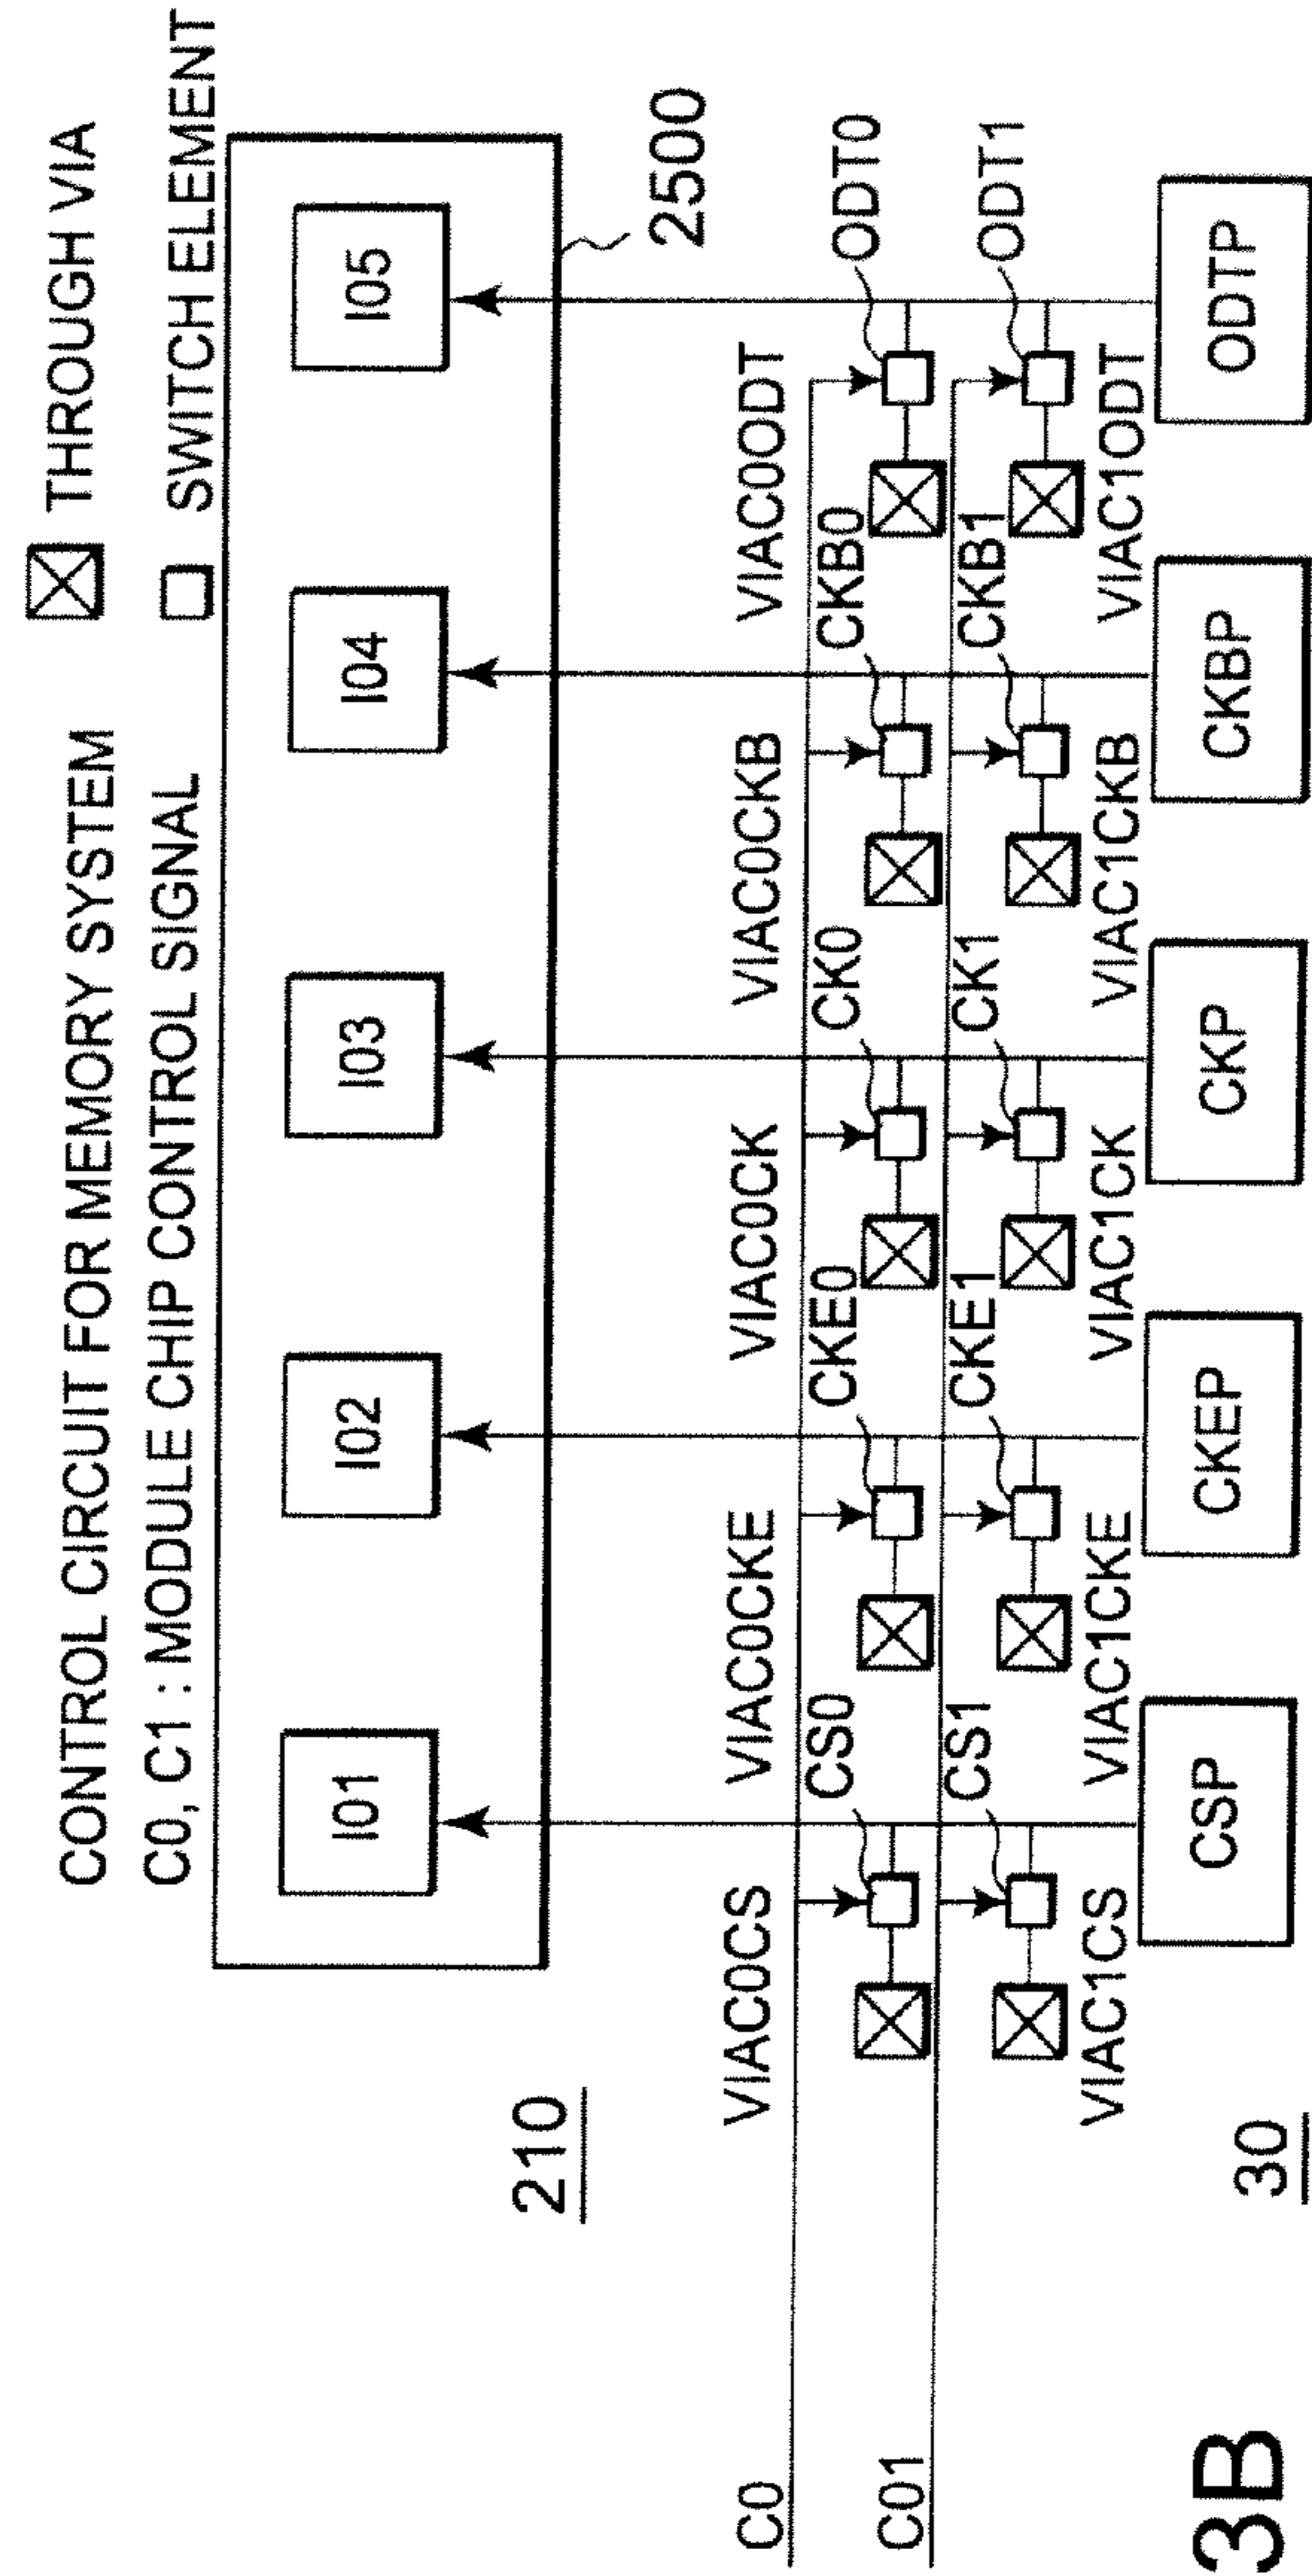 CONTROL CIRCUIT FOR MEMORY SYSTEM
THROUGH VIA
C0, C1 : MODULE CHIP CONTROL SIGNAL
SWITCH ELEMENT
I01
I02
I03
I04
I05
210
2500
VIAC0CS
VIAC0CKE
VIAC0CK
VIAC0CKB
VIAC0ODT
C0
CS0
CKE0
CK0
CKB0
ODT0
C01
CS1
CKE1
CK1
CKB1
ODT1
VIAC1CS
VIAC1CKE
VIAC1CK
VIAC1CKB
VIAC1ODT
CSP
CKEP
CKP
CKBP
ODTP
30
3B